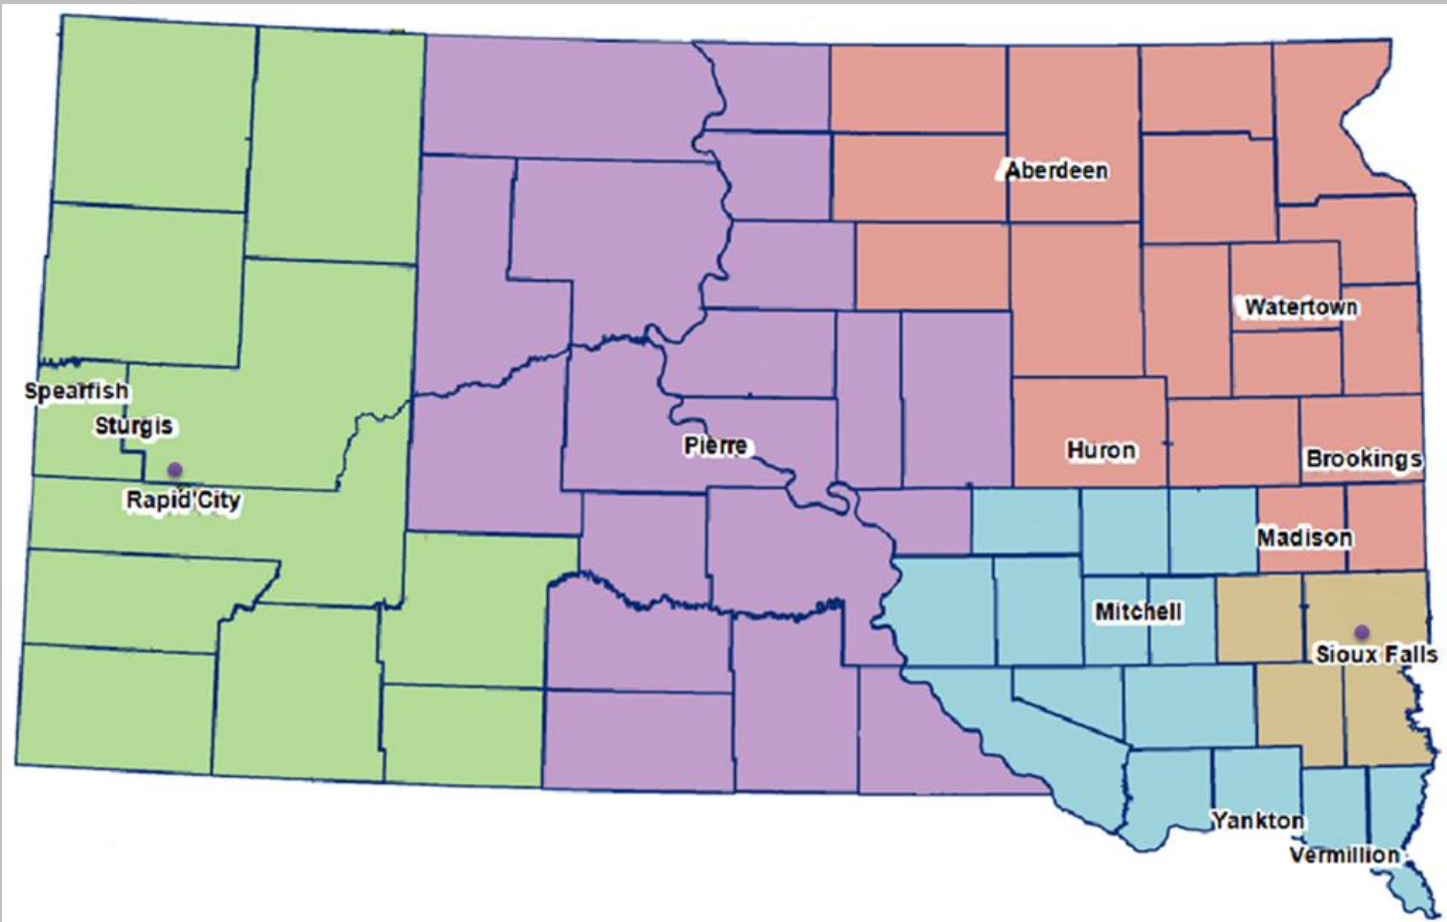 Aberdeen
Watertown
Spearfish
Sturgis
Pierre
Huron
Brookings
Rapid City
Madison
Mitchell
Sioux Falls
Yankton
Vermillion